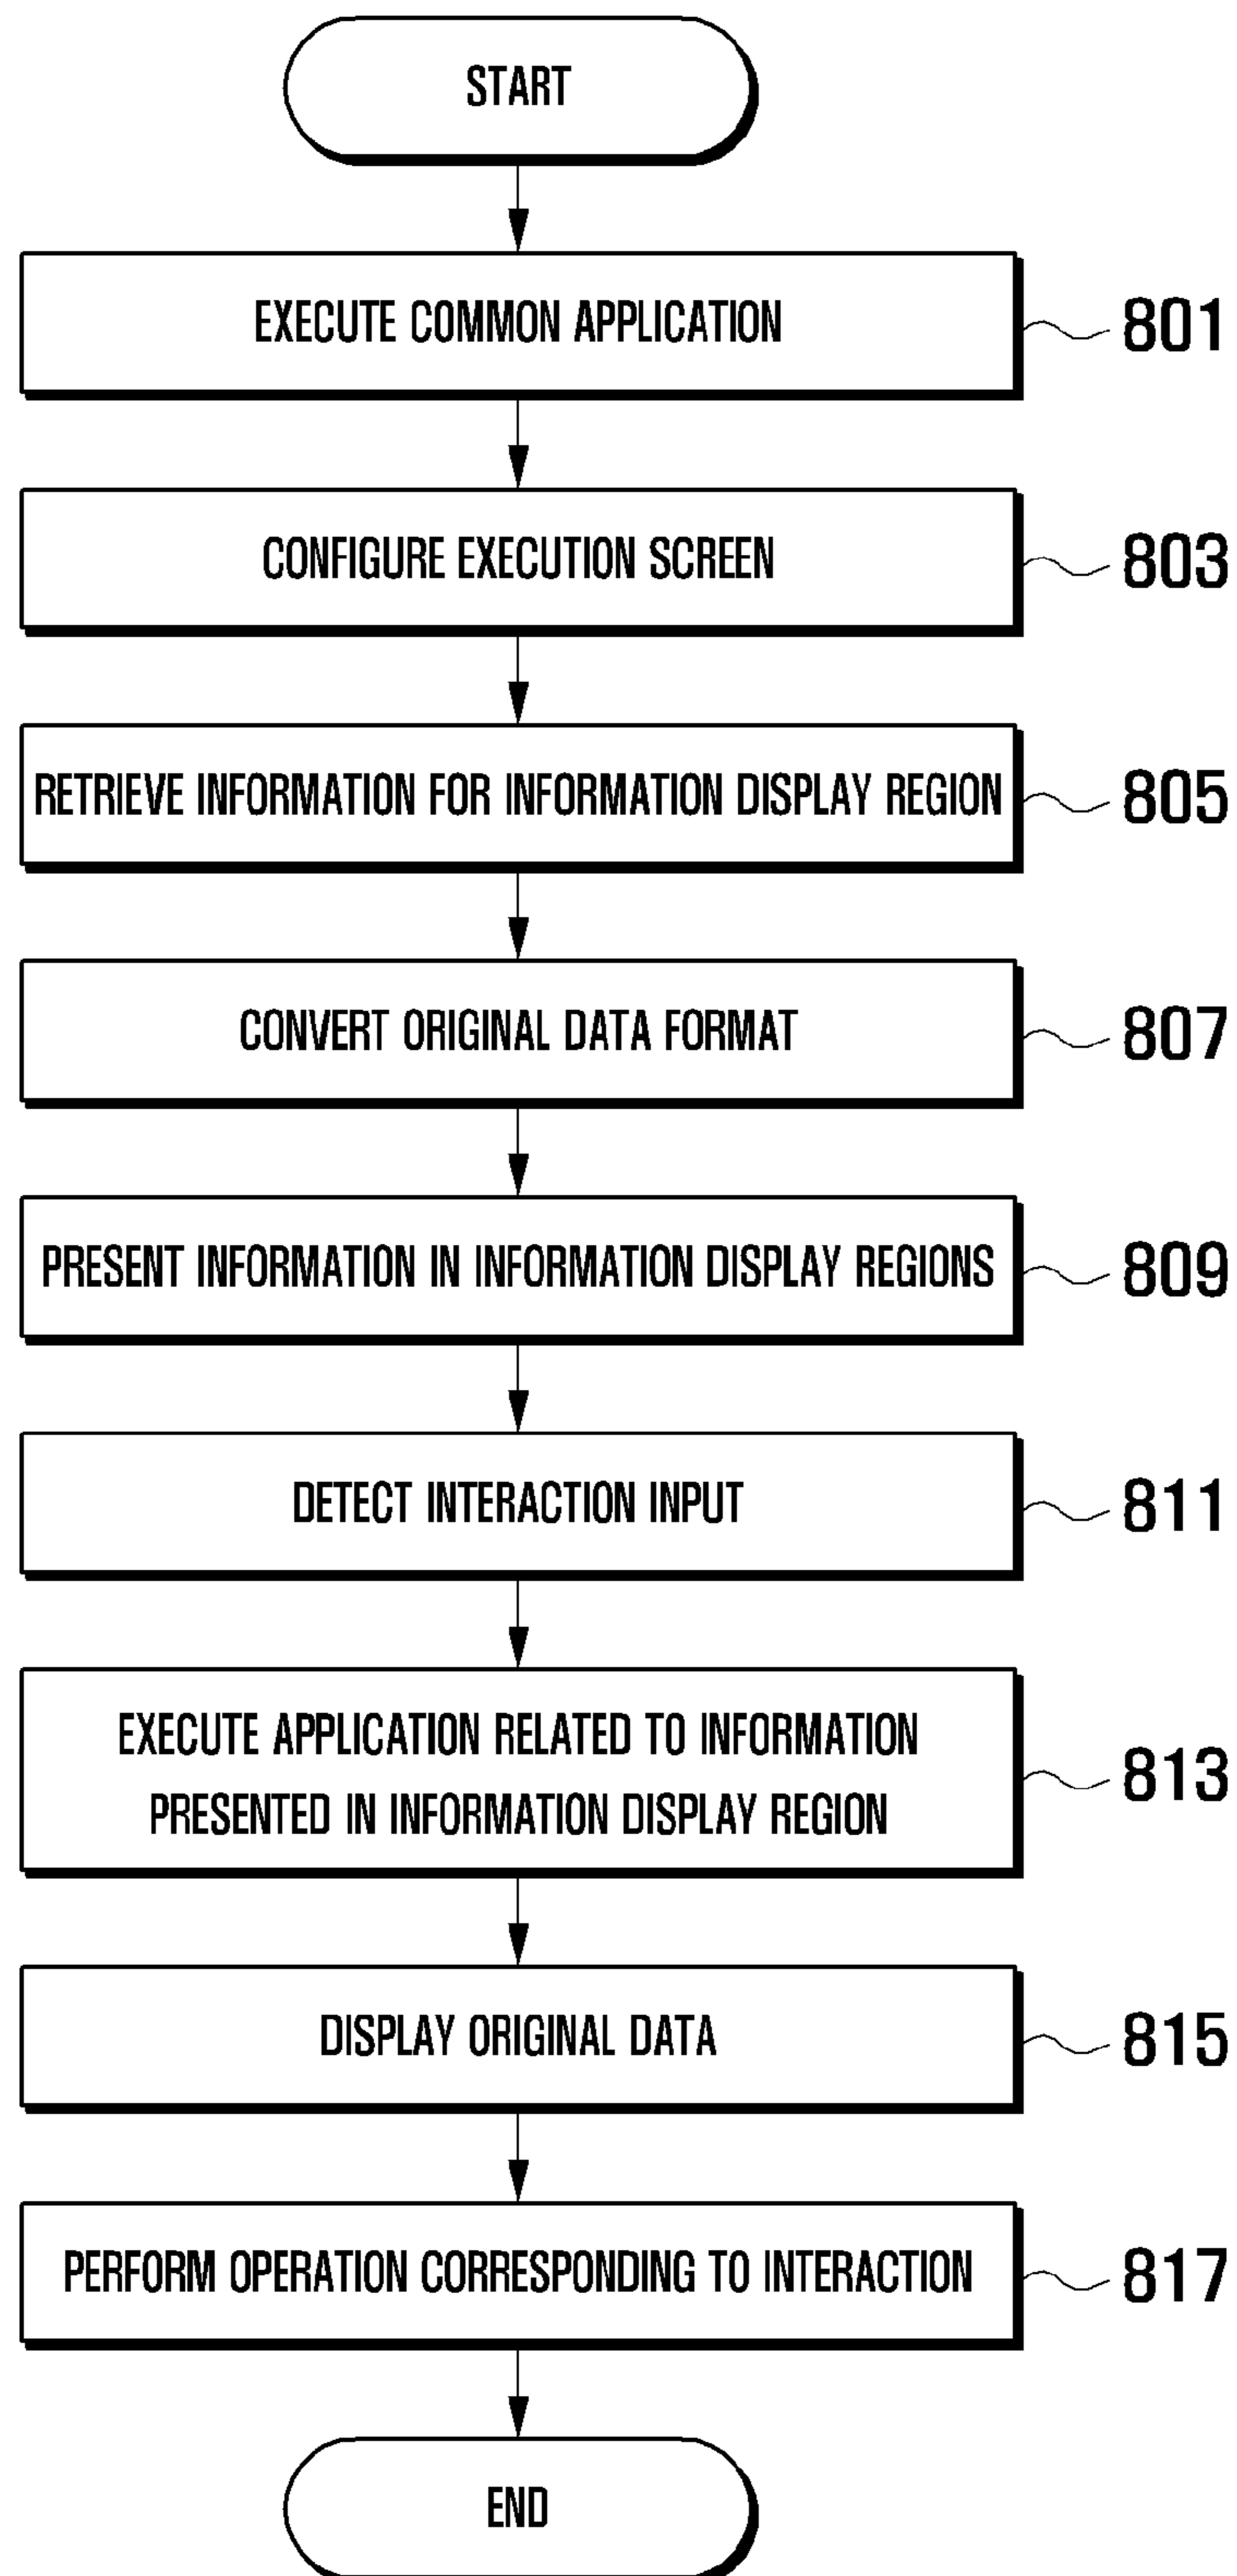 START
EXECUTE COMMON APPLICATION
801
CONFIGURE EXECUTION SCREEN
803
RETRIEVE INFORMATION FOR INFORMATION DISPLAY REGION
805
CONVERT ORIGINAL DATA FORMAT
807
PRESENT INFORMATION IN INFORMATION DISPLAY REGIONS
809
DETECT INTERACTION INPUT
811
EXECUTE APPLICATION RELATED TO INFORMATION
PRESENTED IN INFORMATION DISPLAY REGION
813
DISPLAY ORIGINAL DATA
815
PERFORM OPERATION CORRESPONDING TO INTERACTION
817
END